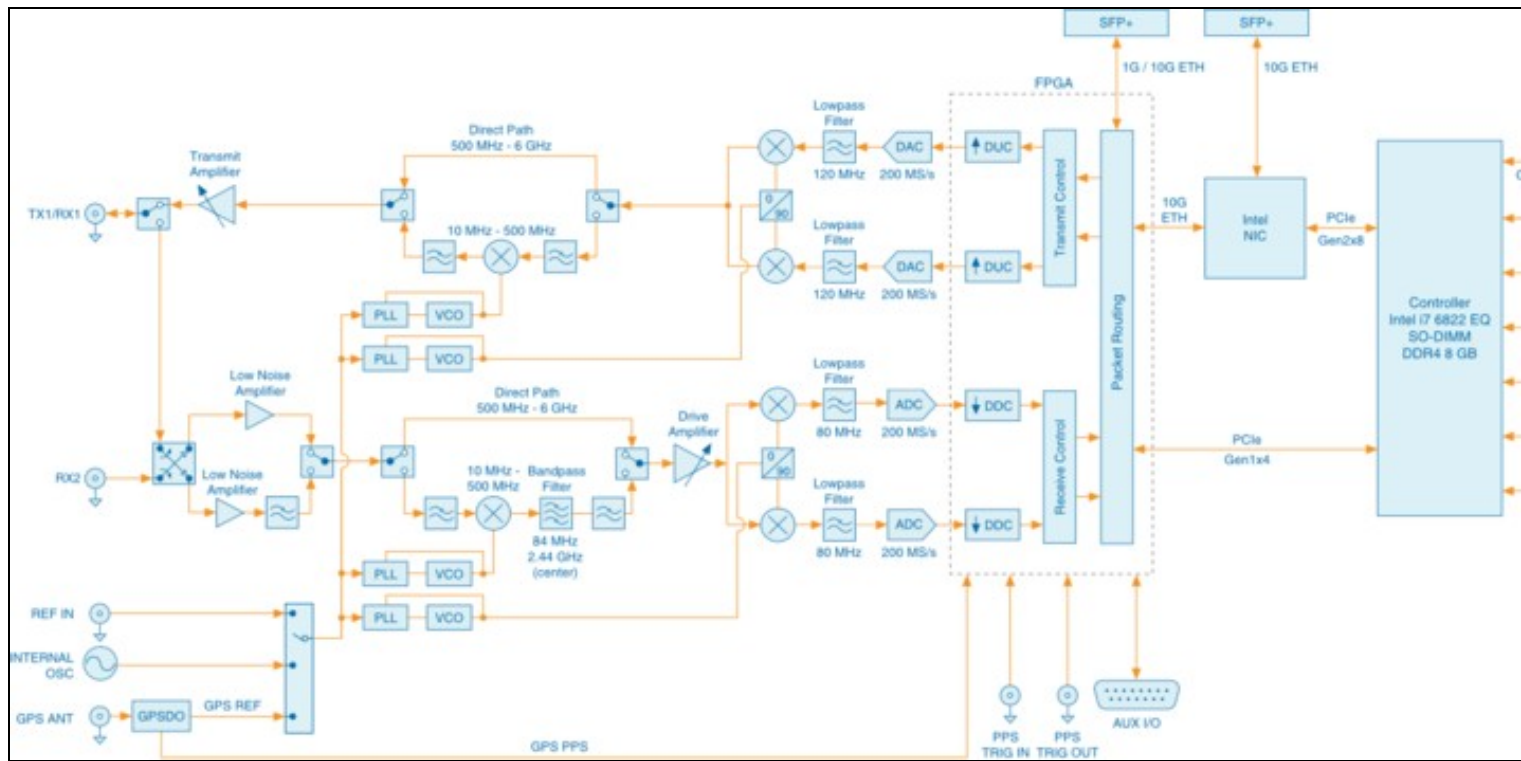 SFP+
SFP+
1G / 10G ETH
10G ETH
FPGA
Direct Path
500 MHz - 6 GHz
Lowpass
Filter
DAC
DUC
120 MHz
200 MS/s
Transmit
Amplifier
TX1/RX1
0
90
10 MHz - 500 MHz
Lowpass
Filter
DAC
DUC
120 MHz
200 MS/s
Transmit Control
Packet Routing
10G
ETH
Intel
NIC
PCIe
Gen2x8
Controller
Intel i7 6822 EQ
SO-DIMM
DDR4 8 GB
PLL
VCO
PLL
VCO
Low Noise
Amplifier
Direct Path
500 MHz - 6 GHz
Drive
Amplifier
Lowpass
Filter
ADC
DDC
80 MHz
200 MS/s
RX2
Low Noise
Amplifier
10 MHz -
500 MHz
Bandpass
Filter
84 MHz
2.44 GHz
(center)
0
90
Lowpass
Filter
ADC
DDC
80 MHz
200 MS/s
Receive Control
PCIe
Gen1x4
PLL
VCO
PLL
VCO
REF IN
INTERNAL
OSC
GPS ANT
GPSDO
GPS REF
GPS PPS
PPS
TRIG IN
PPS
TRIG OUT
AUX I/O